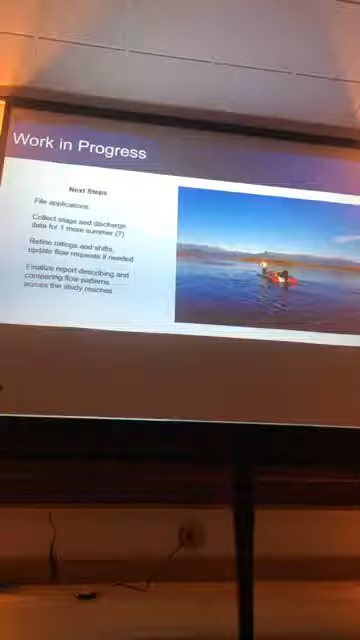 Work in Progress
Next Steps
File applications.
Collect stage and discharge
data for 1 more summer (?)
Refine ratings and shifts,
update flow requests if needed
Finalize report describing and
comparing flow patterns
across the study reaches